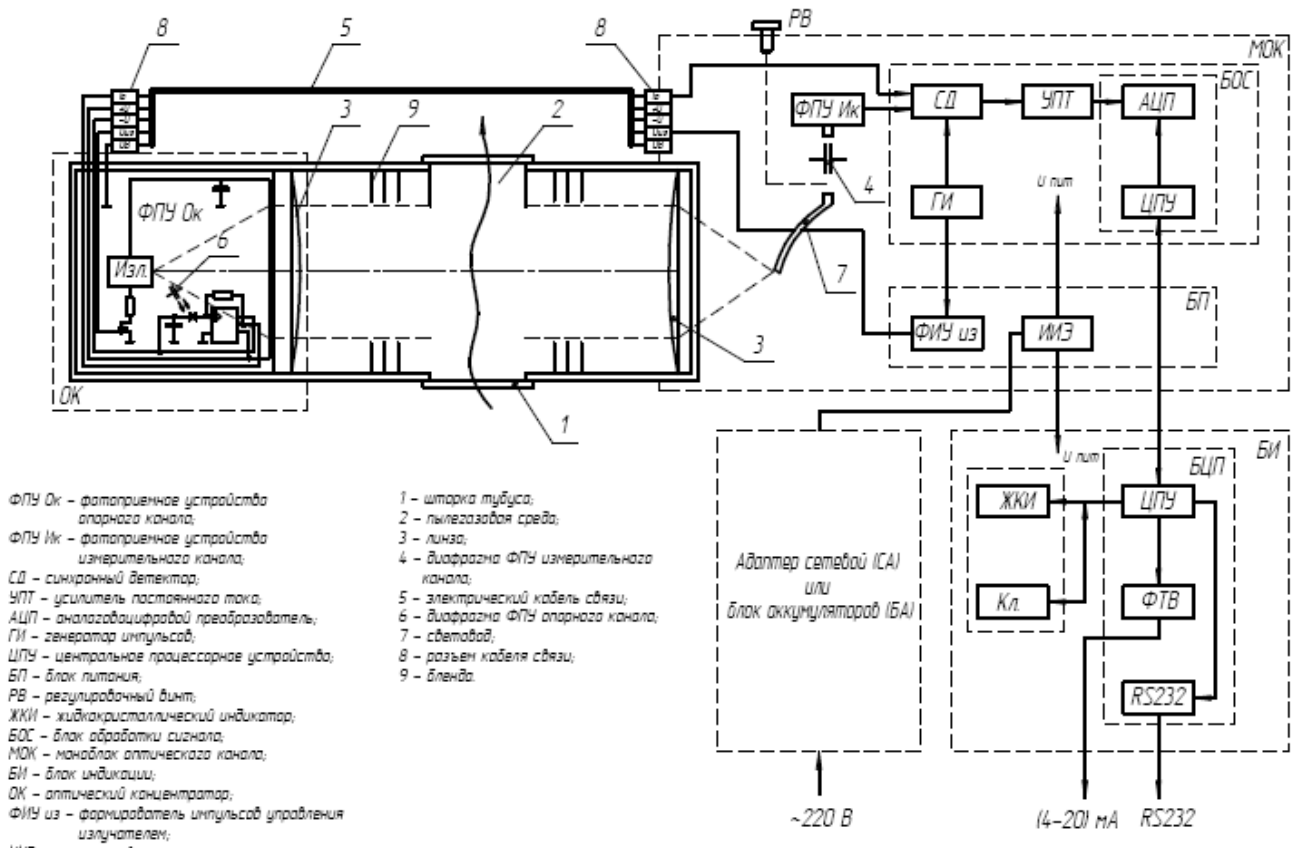 8
5
8
РВ
МОК
БОС
3
9
2
ФПУ Ик
СД
УПТ
АЦП
4
ФПУ Ок
6
U пит
ГИ
ЦПУ
Изл.
7
БП
ФИУ из
ИИЭ
3
ОК
1
БИ
U пит
БЦП
ЖКИ
ЦПУ
Кл.
ФТВ
RS232
Адаптер сетевой (СА)
или
блок аккумуляторов (БА)
~220 В
(4-20) мА
RS232
ФПУ Ок – фотоприемное устройства
опорного канала;
ФПУ Ик – фотоприемное устройства
измерительного канала;
СД – синхронный детектор;
УПТ – усилитель постоянного тока;
АЦП – аналоговоцифровой преобразователь;
ГИ – генератор импульсов;
ЦПУ – центральное процессорное устройства;
БП – блок питания;
РВ – регулировочный винт;
ЖКИ – жидкокристаллический индикатор;
БОС – блок обработки сигнала;
МОК – моноблок оптического канала;
БИ – блок индикации;
ОК – оптический концентратор;
ФИУ из – формирователь импульсов управления
излучателем;
1 – шторка тубуса;
2 – пылегазовая среда;
3 – линза;
4 – диафрагма ФПУ измерительного
канала;
5 – электрический кабель связи;
6 – диафрагма ФПУ опорного канала;
7 – световод;
8 – разъем кабеля связи;
9 – бленда.